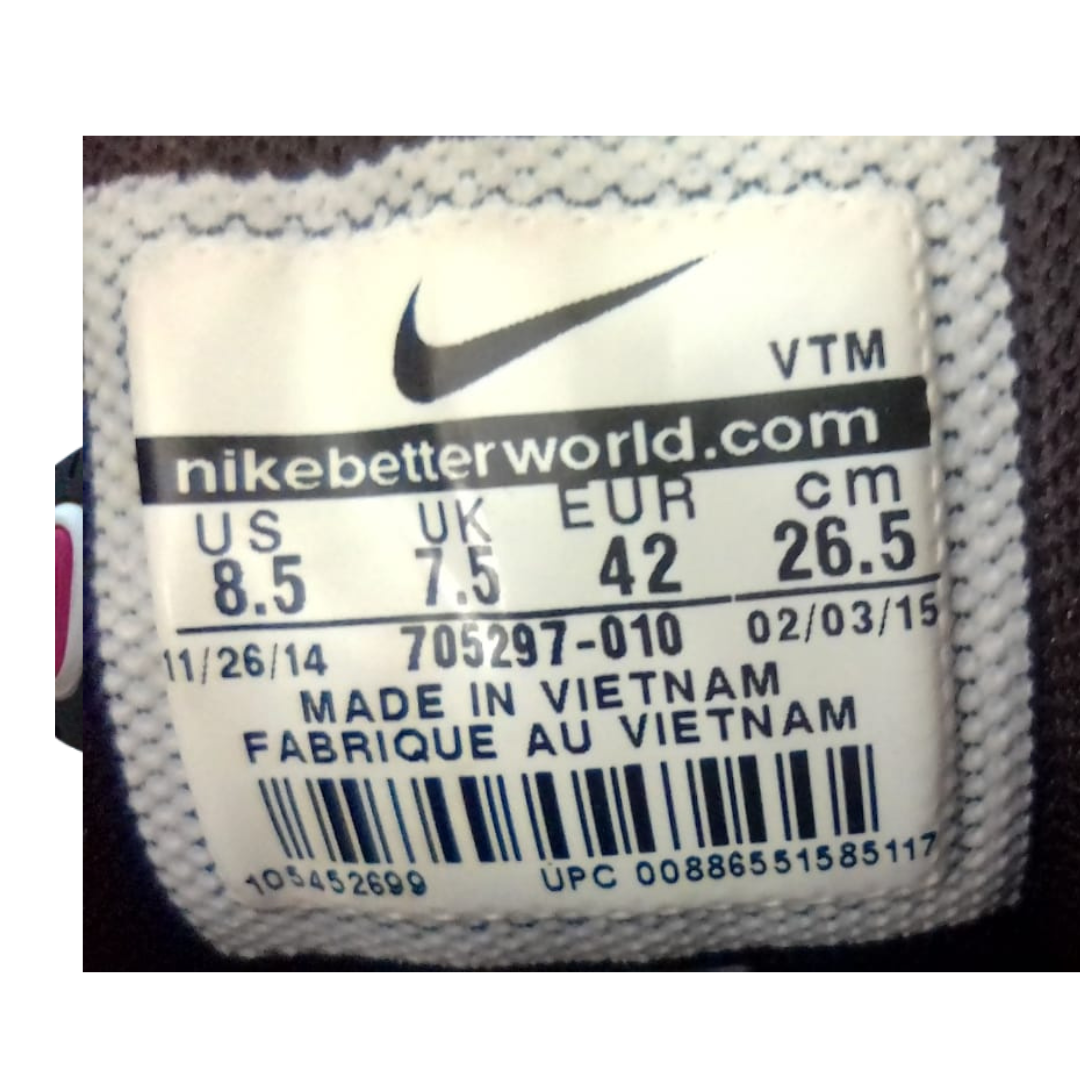 VTM
nikebetterworld.com
US UK EUR cm
8.5 7.5 42 26.5
11/26/14 705297-010 02/03/15
MADE IN VIETNAM
FABRIQUE AU VIETNAM
105452699 UPC 00886551585117